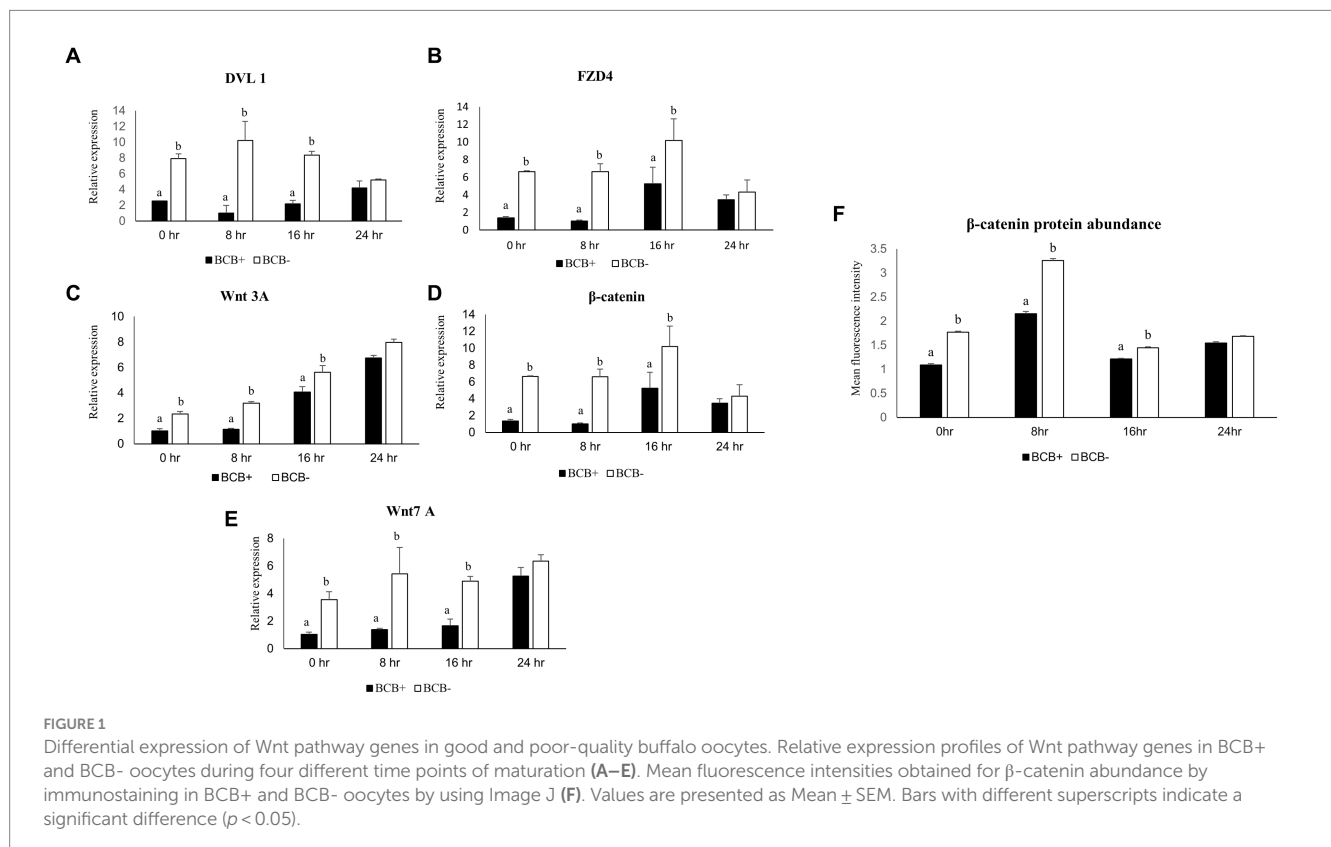 A
DVL 1
Relative expression
14
12
10
8
6
4
2
0
b
b
b
a
a
a
0 hr 8 hr 16 hr 24 hr
BCB+ BCB-
B
FZD4
Relative expression
14
12
10
8
6
4
2
0
b
b
b
a
a
a
0 hr 8 hr 16 hr 24 hr
BCB+ BCB-
C
Wnt 3A
Relative expression
10
8
6
4
2
0
a b
a b
a b
0 hr 8 hr 16 hr 24 hr
BCB+ BCB-
D
β-catenin
Relative expression
14
12
10
8
6
4
2
0
b
b
b
a
a
a
0 hr 8 hr 16 hr 24 hr
BCB+ BCB-
E
Wnt7 A
Relative expression
8
6
4
2
0
a b
a b
a b
0 hr 8 hr 16 hr 24 hr
BCB+ BCB-
F
β-catenin protein abundance
Mean fluorescence intensity
3.5
3
2.5
2
1.5
1
0.5
0
a b
a b
a b
0hr 8hr 16hr 24hr
BCB+ BCB-
FIGURE 1
Differential expression of Wnt pathway genes in good and poor-quality buffalo oocytes. Relative expression profiles of Wnt pathway genes in BCB+
and BCB- oocytes during four different time points of maturation (A–E). Mean fluorescence intensities obtained for β-catenin abundance by
immunostaining in BCB+ and BCB- oocytes by using Image J (F). Values are presented as Mean ± SEM. Bars with different superscripts indicate a
significant difference (p < 0.05).